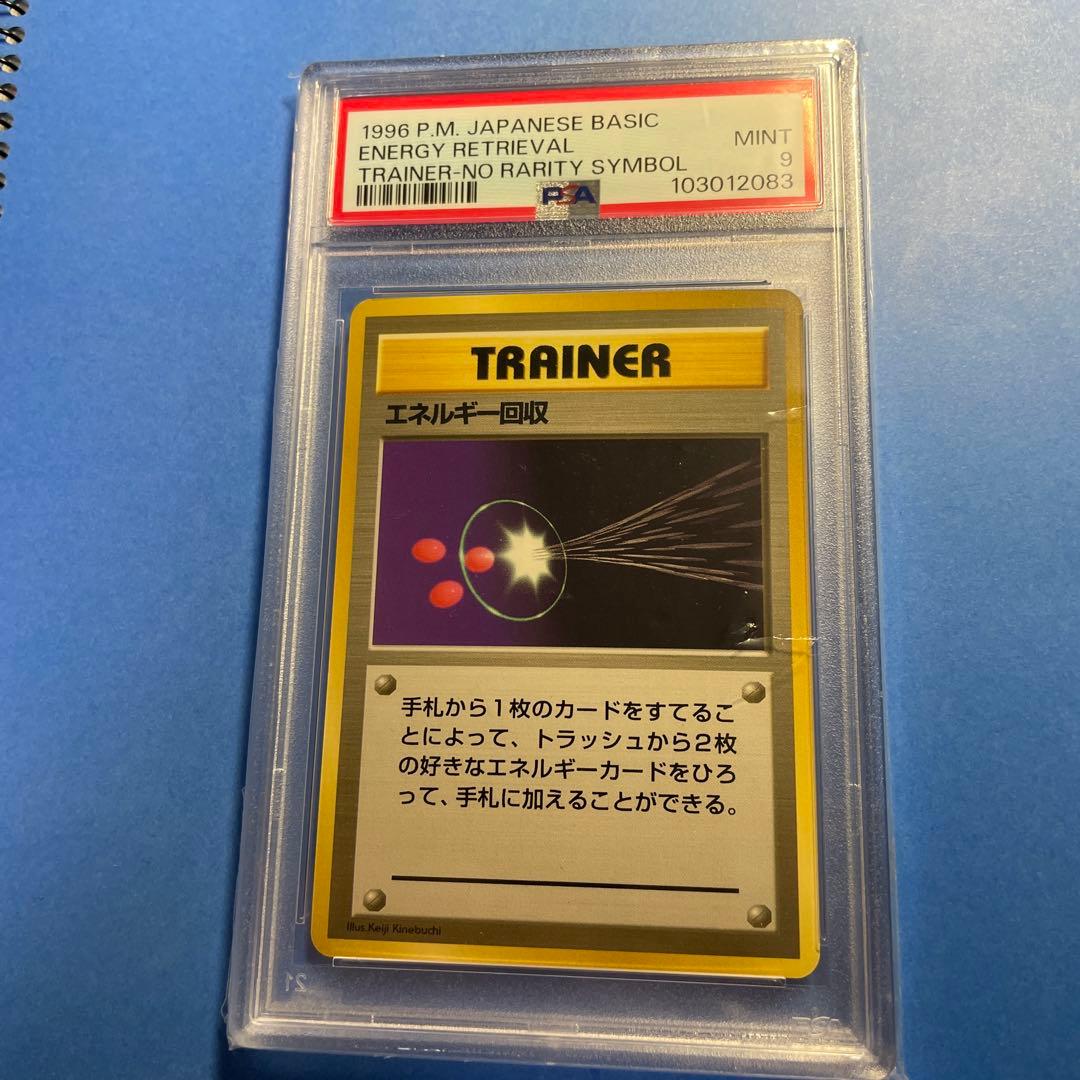 1996 P.M. JAPANESE BASIC
ENERGY RETRIEVAL
TRAINER-NO RARITY SYMBOL
MINT
9
103012083
PSA
TRAINER
エネルギー回収
手札から1枚のカードをすてるこ
とによって、トラッシュから2枚
の好きなエネルギーカードをひろ
って、手札に加えることができる。
Illus.Keiji Kinebuchi
21